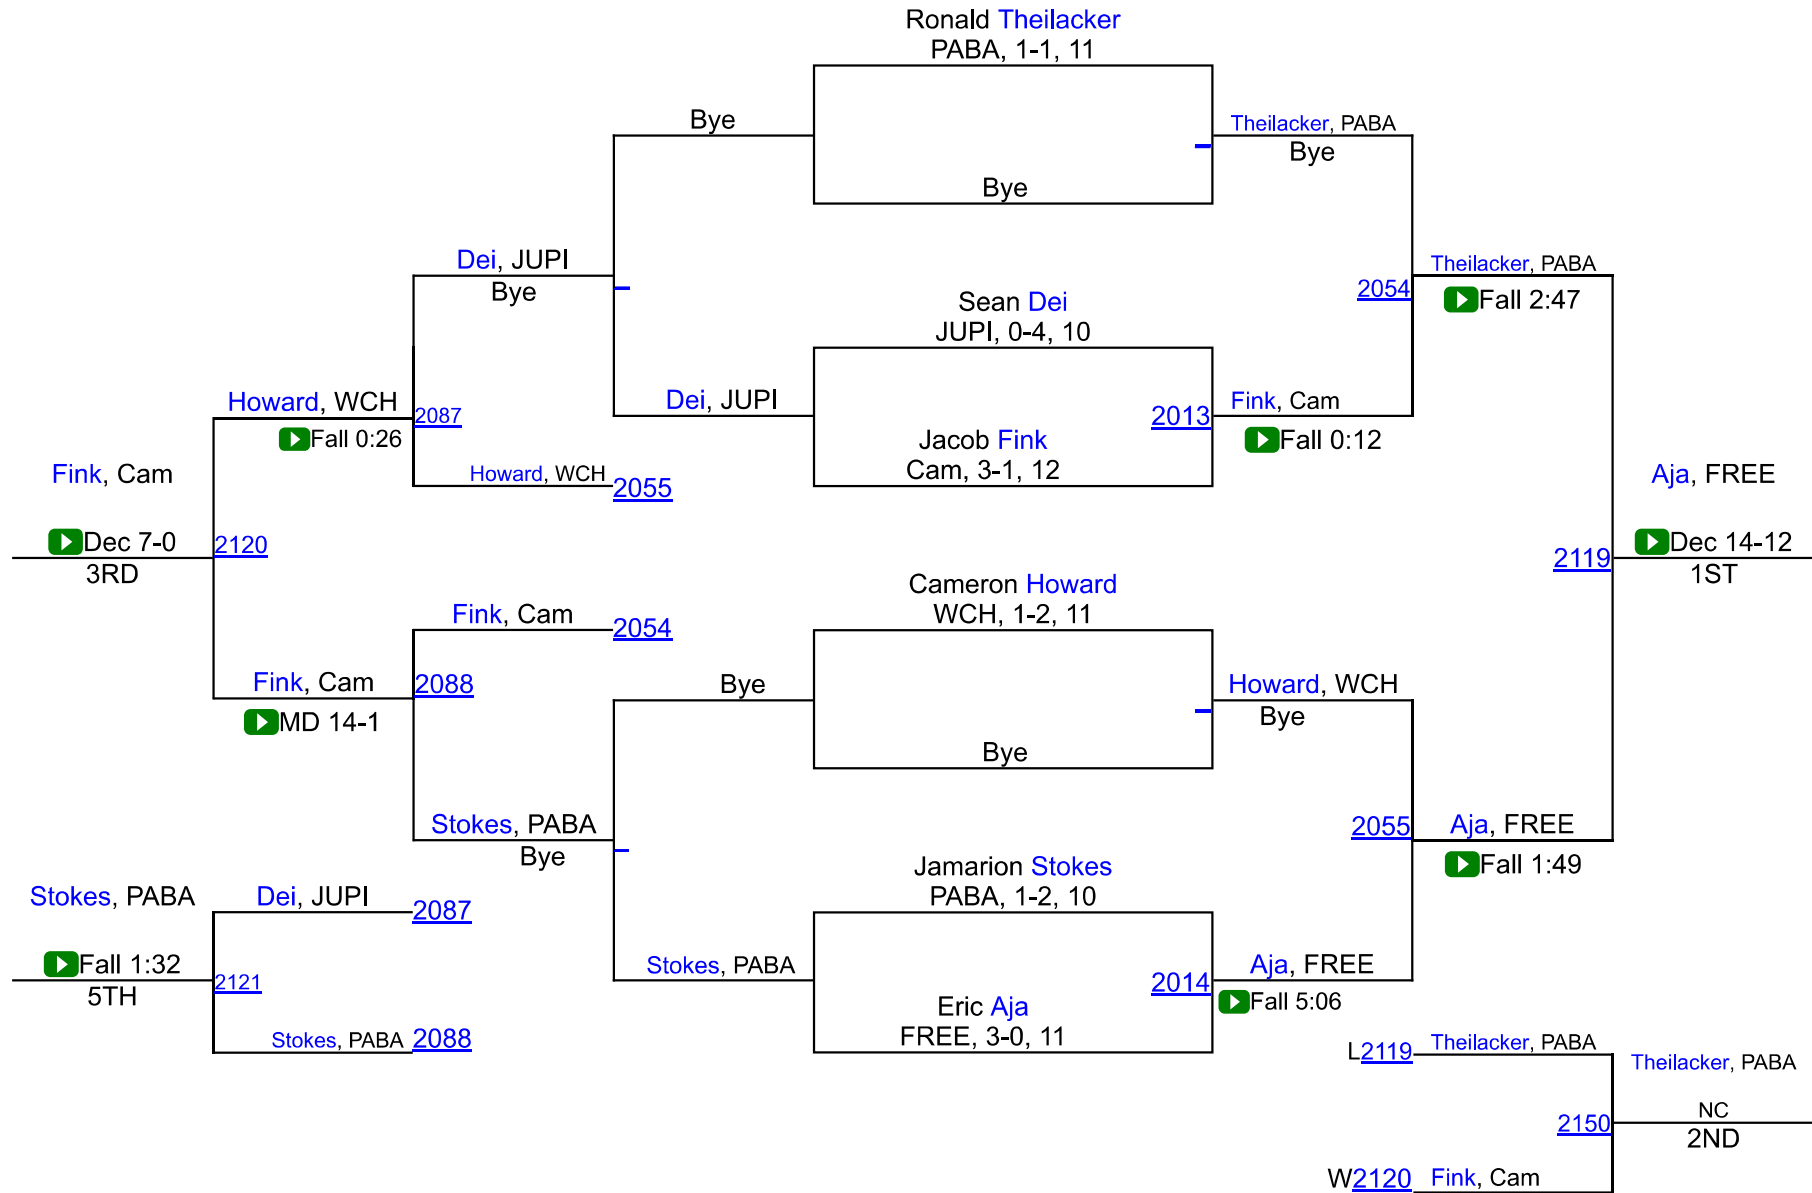 Ronald Theilacker
PABA, 1-1, 11
Bye
Theilacker, PABA
Bye
Bye
Dei, JUPI
Bye
Theilacker, PABA
2054
Fall 2:47
Sean Dei
JUPI, 0-4, 10
Howard, WCH
2087
Fall 0:26
Dei, JUPI
2013
Fink, Cam
Fall 0:12
Jacob Fink
Cam, 3-1, 12
Fink, Cam
Howard, WCH
2055
Aja, FREE
Dec 7-0
2120
3RD
2119
Dec 14-12
1ST
Cameron Howard
WCH, 1-2, 11
Fink, Cam
2054
Fink, Cam
2088
MD 14-1
Bye
Howard, WCH
Bye
Bye
Stokes, PABA
Bye
2055
Aja, FREE
Fall 1:49
Jamarion Stokes
PABA, 1-2, 10
Stokes, PABA
Dei, JUPI
2087
Fall 1:32
2121
5TH
Stokes, PABA
2014
Aja, FREE
Fall 5:06
Eric Aja
FREE, 3-0, 11
Stokes, PABA
2088
L2119
Theilacker, PABA
Theilacker, PABA
2150
NC
2ND
W2120
Fink, Cam